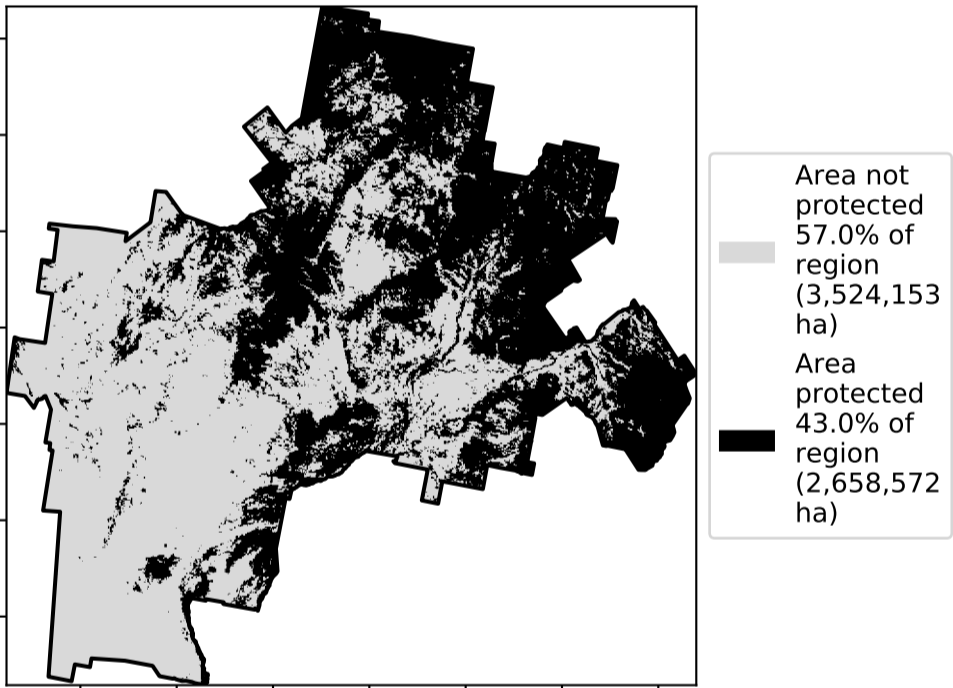 Area not
protected
57.0% of
region
(3,524,153
ha)
Area
protected
43.0% of
region
(2,658,572
ha)